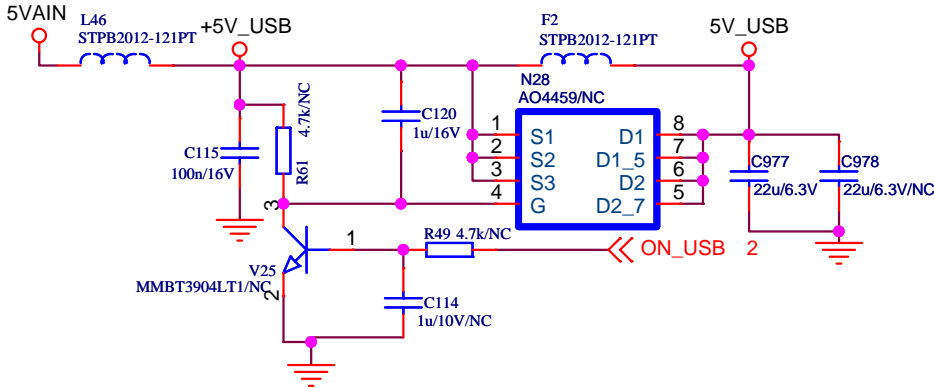 5VAIN
L46
STPB2012-121PT
+5V_USB
F2
STPB2012-121PT
5V_USB
N28
AO4459/NC
4.7k/NC
R61
C120
1u/16V
C115
100n/16V
1 S1 D1 8
2 S2 D1_5 7
3 S3 D2 6
4 G D2_7 5
C977
22u/6.3V
C978
22u/6.3V/NC
3
1
R49 4.7k/NC
ON_USB 2
V25
MMBT3904LT1/NC
2
C114
1u/10V/NC